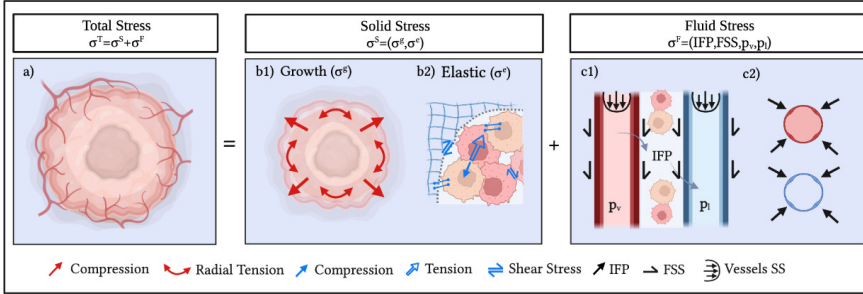 Total Stress
σᵀ=σˢ+σᶠ
Solid Stress
σˢ=(σᵍ,σᵉ)
Fluid Stress
σᶠ=(IFP,FSS,pᵥ,pₗ)
a)
b1) Growth (σᵍ)
b2) Elastic (σᵉ)
c1)
c2)
=
+
IFP
pᵥ
pₗ
Compression
Radial Tension
Compression
Tension
Shear Stress
IFP
FSS
Vessels SS